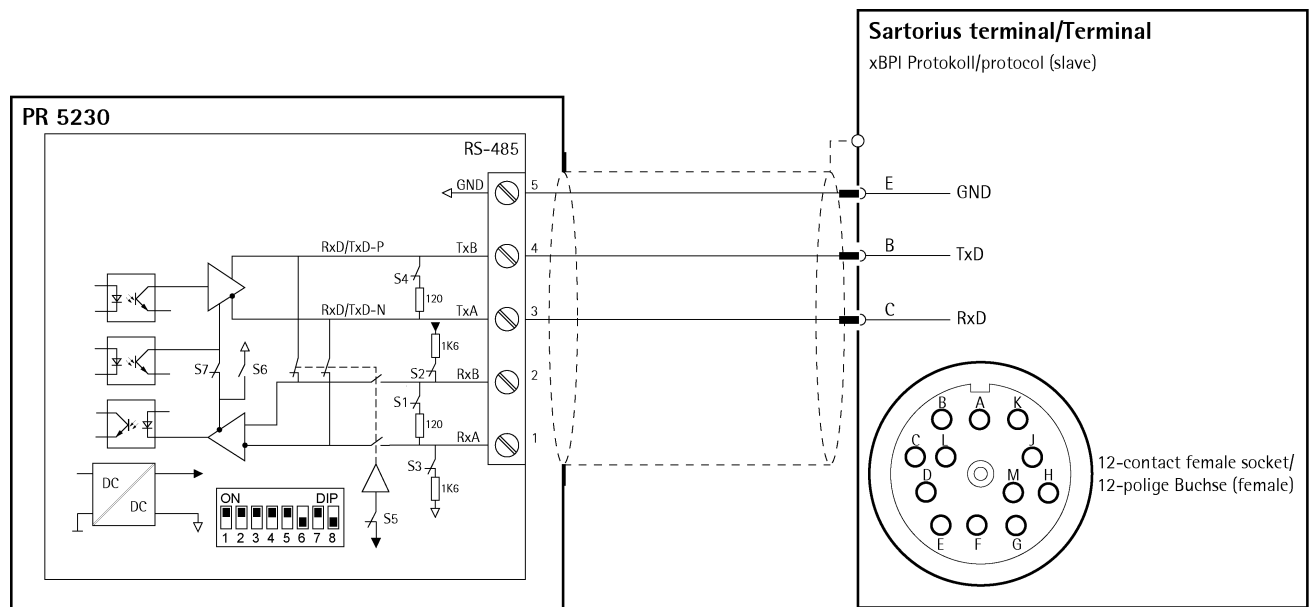 Sartorius terminal/Terminal
xBPI Protokoll/protocol (slave)
PR 5230
RS-485
GND
5
E
GND
RxD/TxD-P
TxB
4
B
TxD
S4
120
RxD/TxD-N
TxA
3
C
RxD
1K6
S7
S6
S2
RxB
2
S1
120
RxA
1
S3
1K6
DC
DC
ON
DIP
1 2 3 4 5 6 7 8
S5
B A K
C L J
D M H
E F G
12-contact female socket/
12-polige Buchse (female)